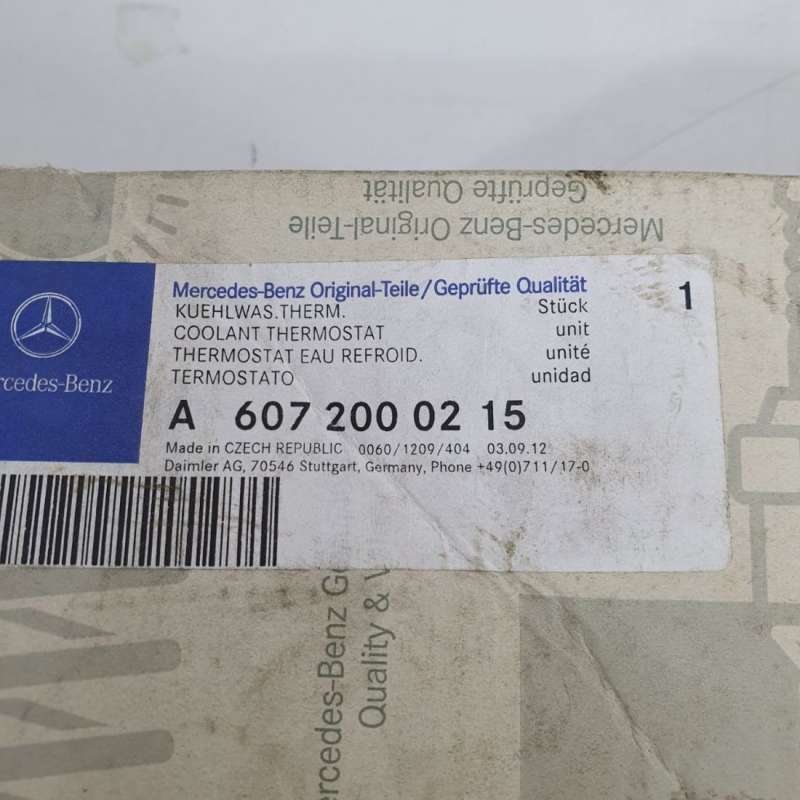 Mercedes-Benz Original-Teile
Geprüfte Qualität
Mercedes-Benz Original-Teile/Geprüfte Qualität 1
KUEHLWAS.THERM. Stück
COOLANT THERMOSTAT unit
THERMOSTAT EAU REFROID. unité
TERMOSTATO unidad
A 607 200 02 15
Made in CZECH REPUBLIC 0060/1209/404 03.09.12
Daimler AG, 70546 Stuttgart, Germany, Phone +49(0)711/17-0
rcedes-Benz
ercedes-Benz Ge
Quality & V